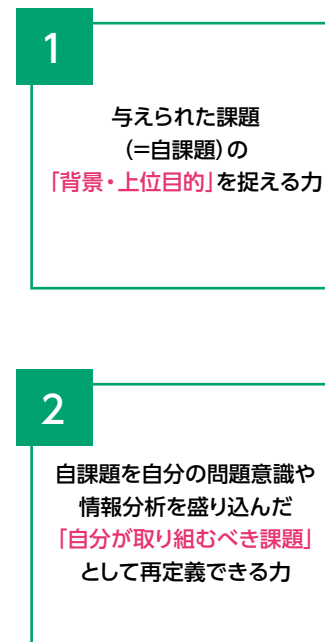 1
与えられた課題
(=自課題)の
「背景・上位目的」を捉える力
2
自課題を自分の問題意識や
情報分析を盛り込んだ
「自分が取り組むべき課題」
として再定義できる力